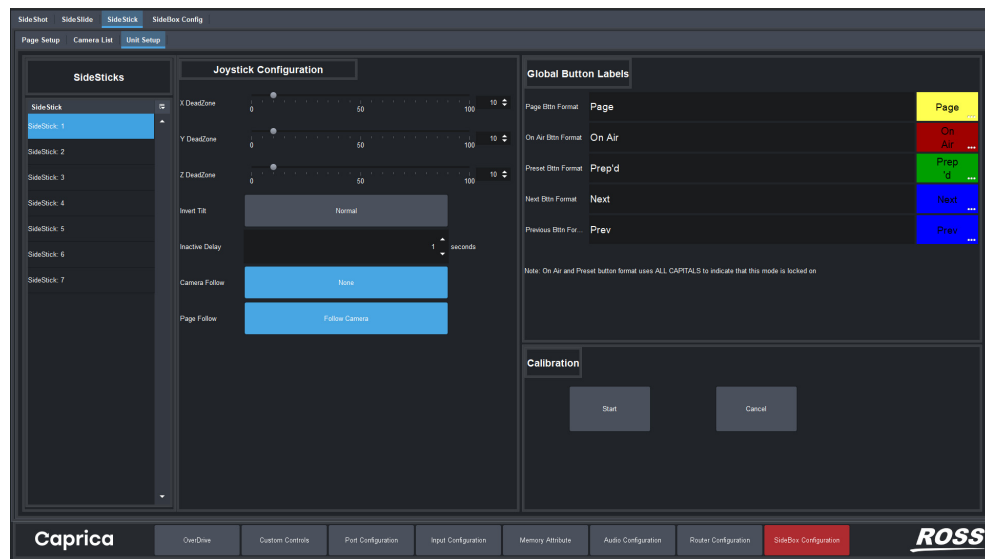 SideShot SideSlide SideStick SideBox Config
Page Setup Camera List Unit Setup
SideSticks
SideStick
SideStick: 1
SideStick: 2
SideStick: 3
SideStick: 4
SideStick: 5
SideStick: 6
SideStick: 7
Joystick Configuration
X DeadZone 0 50 100 10
Y DeadZone 0 50 100 10
Z DeadZone 0 50 100 10
Invert Tilt Normal
Inactive Delay 1 seconds
Camera Follow None
Page Follow Follow Camera
Global Button Labels
Page Bttn Format Page Page ...
On Air Bttn Format On Air On
Air ...
Preset Bttn Format Prep'd Prep
'd ...
Next Bttn Format Next Next ...
Previous Bttn For... Prev Prev ...
Note: On Air and Preset button format uses ALL CAPITALS to indicate that this mode is locked on
Calibration
Start Cancel
Caprica OverDrive Custom Controls Port Configuration Input Configuration Memory Attribute Audio Configuration Router Configuration SideBox Configuration ROSS